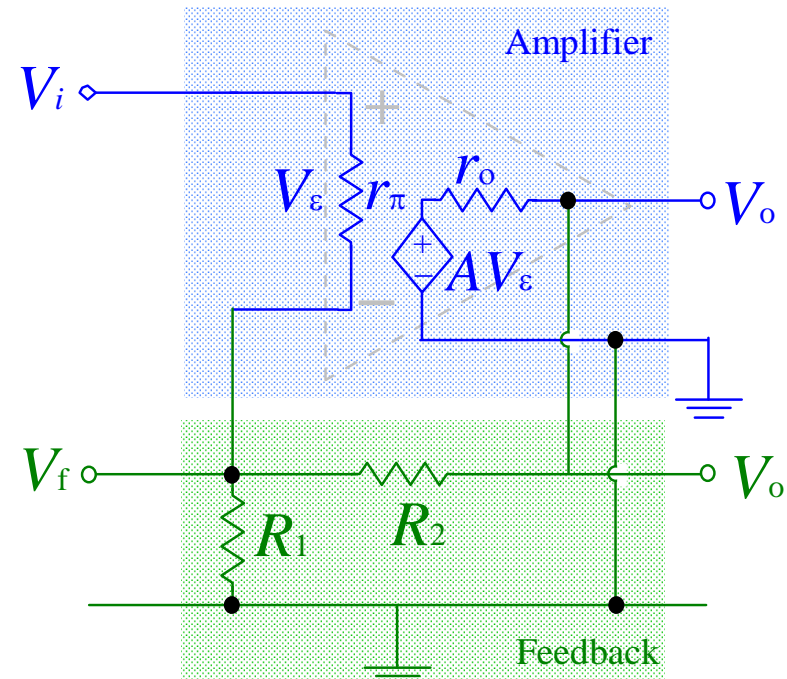 Amplifier
Vi
+
Vε
rπ
ro
Vo
+
−
AVε
−
Vf
R2
Vo
R1
Feedback